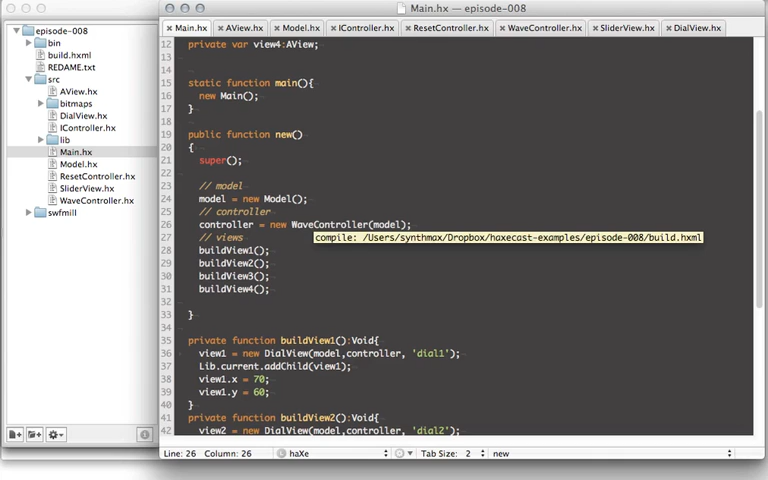 Main.hx — episode-008
Main.hx AView.hx Model.hx IController.hx ResetController.hx WaveController.hx SliderView.hx DialView.hx
episode-008
bin
build.hxml
REDAME.txt
src
AView.hx
bitmaps
DialView.hx
IController.hx
lib
Main.hx
Model.hx
ResetController.hx
SliderView.hx
WaveController.hx
swfmill
12 private var view4:AView;
13
14
15 static function main(){
16 new Main();
17 }
18
19 public function new()
20 {
21 super();
22
23 // model
24 model = new Model();
25 // controller
26 controller = new WaveController(model);
27 // views
compile: /Users/synthmax/Dropbox/haxecast-examples/episode-008/build.hxml
28 buildView1();
29 buildView2();
30 buildView3();
31 buildView4();
32
33 }
34
35 private function buildView1():Void{
36 view1 = new DialView(model,controller, 'dial1');
37 Lib.current.addChild(view1);
38 view1.x = 70;
39 view1.y = 60;
40 }
41 private function buildView2():Void{
42 view2 = new DialView(model,controller, 'dial2');
Line: 26 Column: 26 haXe Tab Size: 2 new